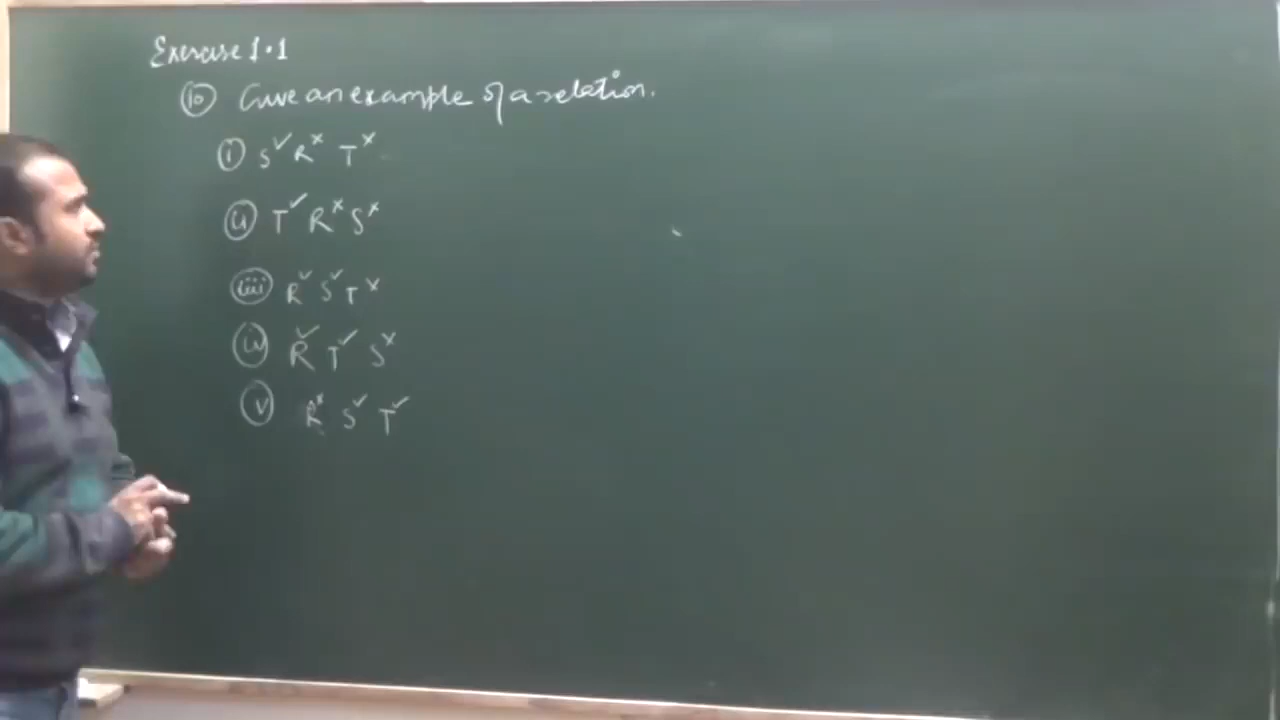 Exercise 1.1
(10) Give an example of a relation.
(i) S✓ R× T×
(ii) T✓ R× S×
(iii) R✓ S✓ T×
(iv) R✓ T✓ S×
(v) R× S✓ T✓